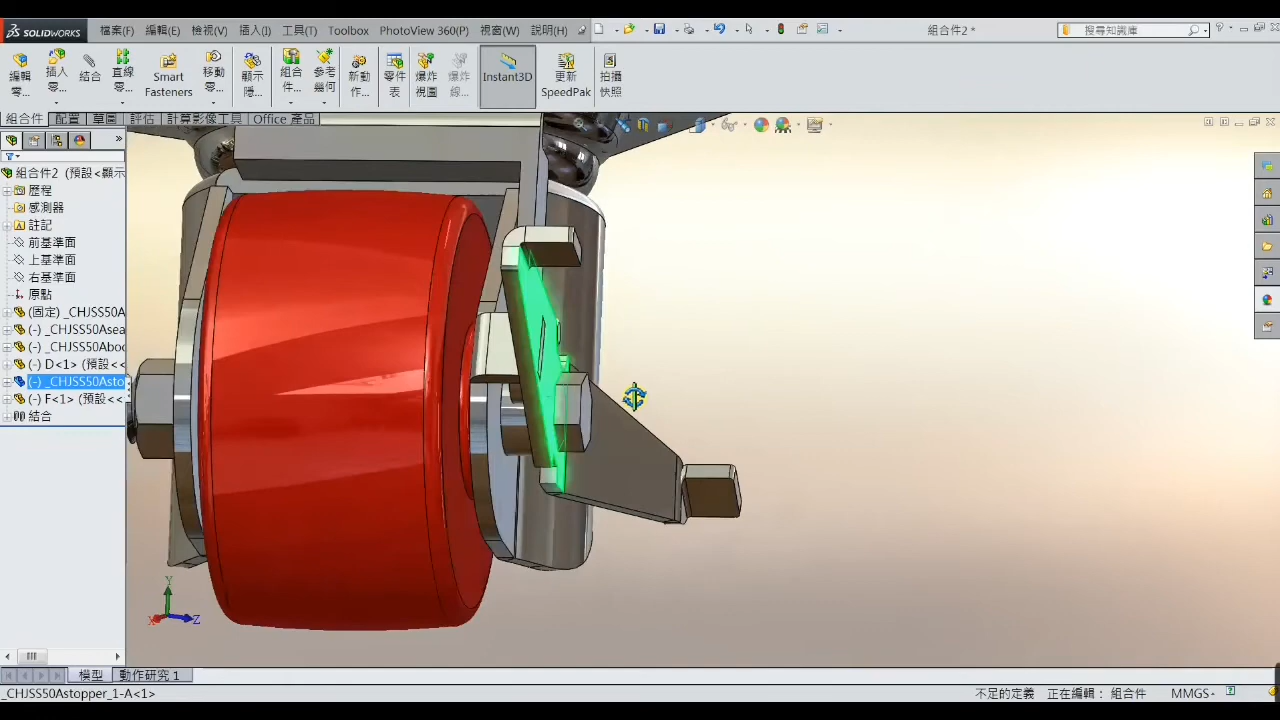 SOLIDWORKS 檔案(F) 編輯(E) 檢視(V) 插入(I) 工具(T) Toolbox PhotoView 360(P) 視窗(W) 說明(H) 組合件2 * 搜尋知識庫
編輯零... 插入零... 結合 直線零... Smart Fasteners 移動零... 顯示隱... 組合件... 參考幾何 新動作... 零件表 爆炸視圖 爆炸線... Instant3D 更新 SpeedPak 拍攝快照
組合件 配置 草圖 評估 計算影像工具 Office 產品
組合件2 (預設<顯示
歷程
感測器
註記
前基準面
上基準面
右基準面
原點
(固定) _CHJSS50A
(-) _CHJSS50Asea
(-) _CHJSS50Aboo
(-) D<1> (預設<<
(-) _CHJSS50Asto
(-) F<1> (預設<<
結合
Y
X Z
模型 動作研究 1
_CHJSS50Astopper_1-A<1> 不足的定義 正在編輯： 組合件 MMGS